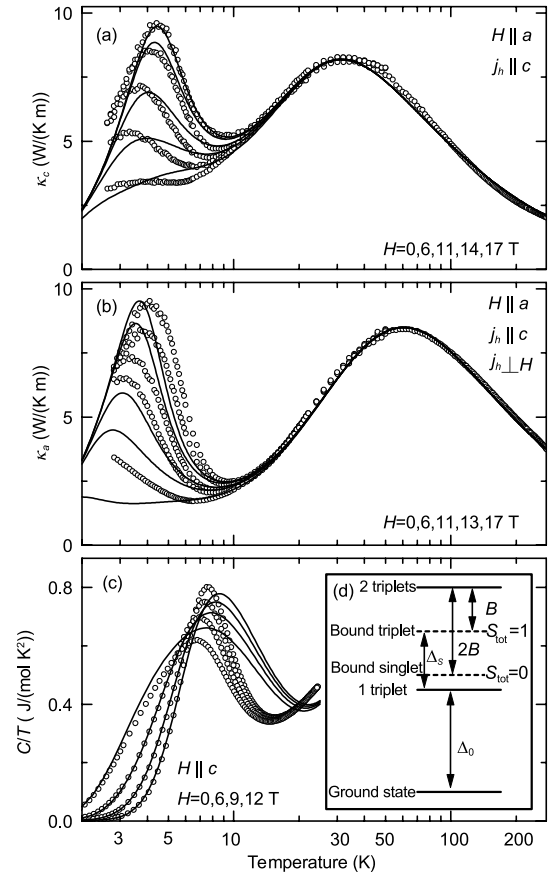 (a)
H || a
j_h || c
10
5
0
κ_c (W/(K m))
H=0,6,11,14,17 T
(b)
H || a
j_h || c
j_h ⊥ H
10
5
0
κ_a (W/(K m))
H=0,6,11,13,17 T
(c)
0.8
0.4
0.0
C/T ( J/(mol K²))
H || c
H=0,6,9,12 T
(d)
2 triplets
B
Bound triplet
S_tot=1
Δ_S
2B
Bound singlet
S_tot=0
1 triplet
Δ_0
Ground state
3 5 10 30 50 100 200
Temperature (K)